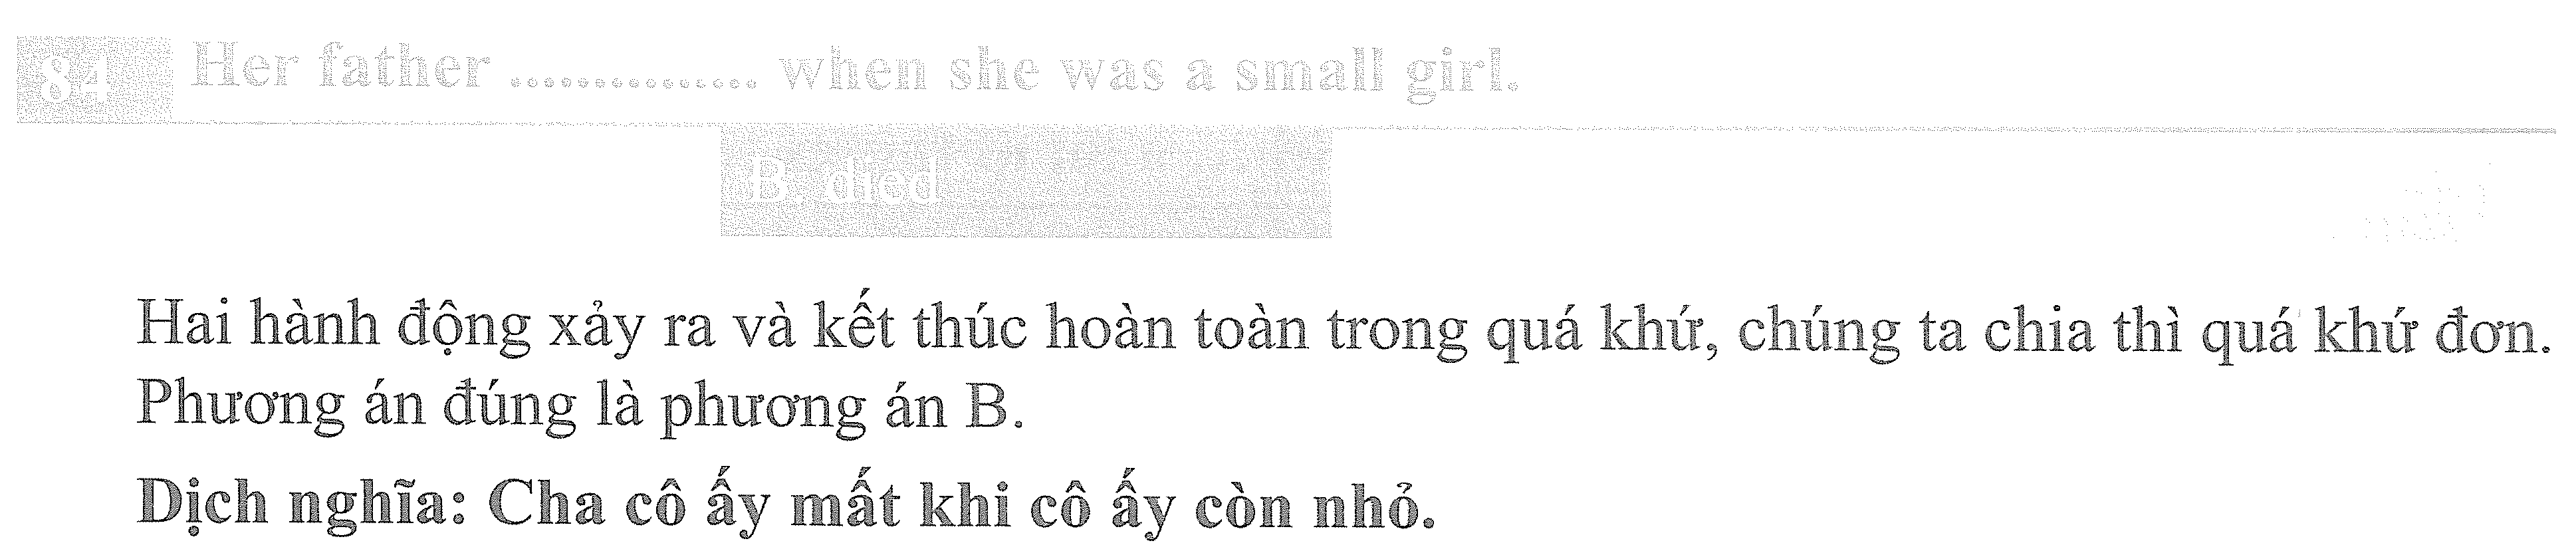 84 Her father ............... when she was a small girl.
B. died
Hai hành động xảy ra và kết thúc hoàn toàn trong quá khứ, chúng ta chia thì quá khứ đơn.
Phương án đúng là phương án B.
Dịch nghĩa: Cha cô ấy mất khi cô ấy còn nhỏ.